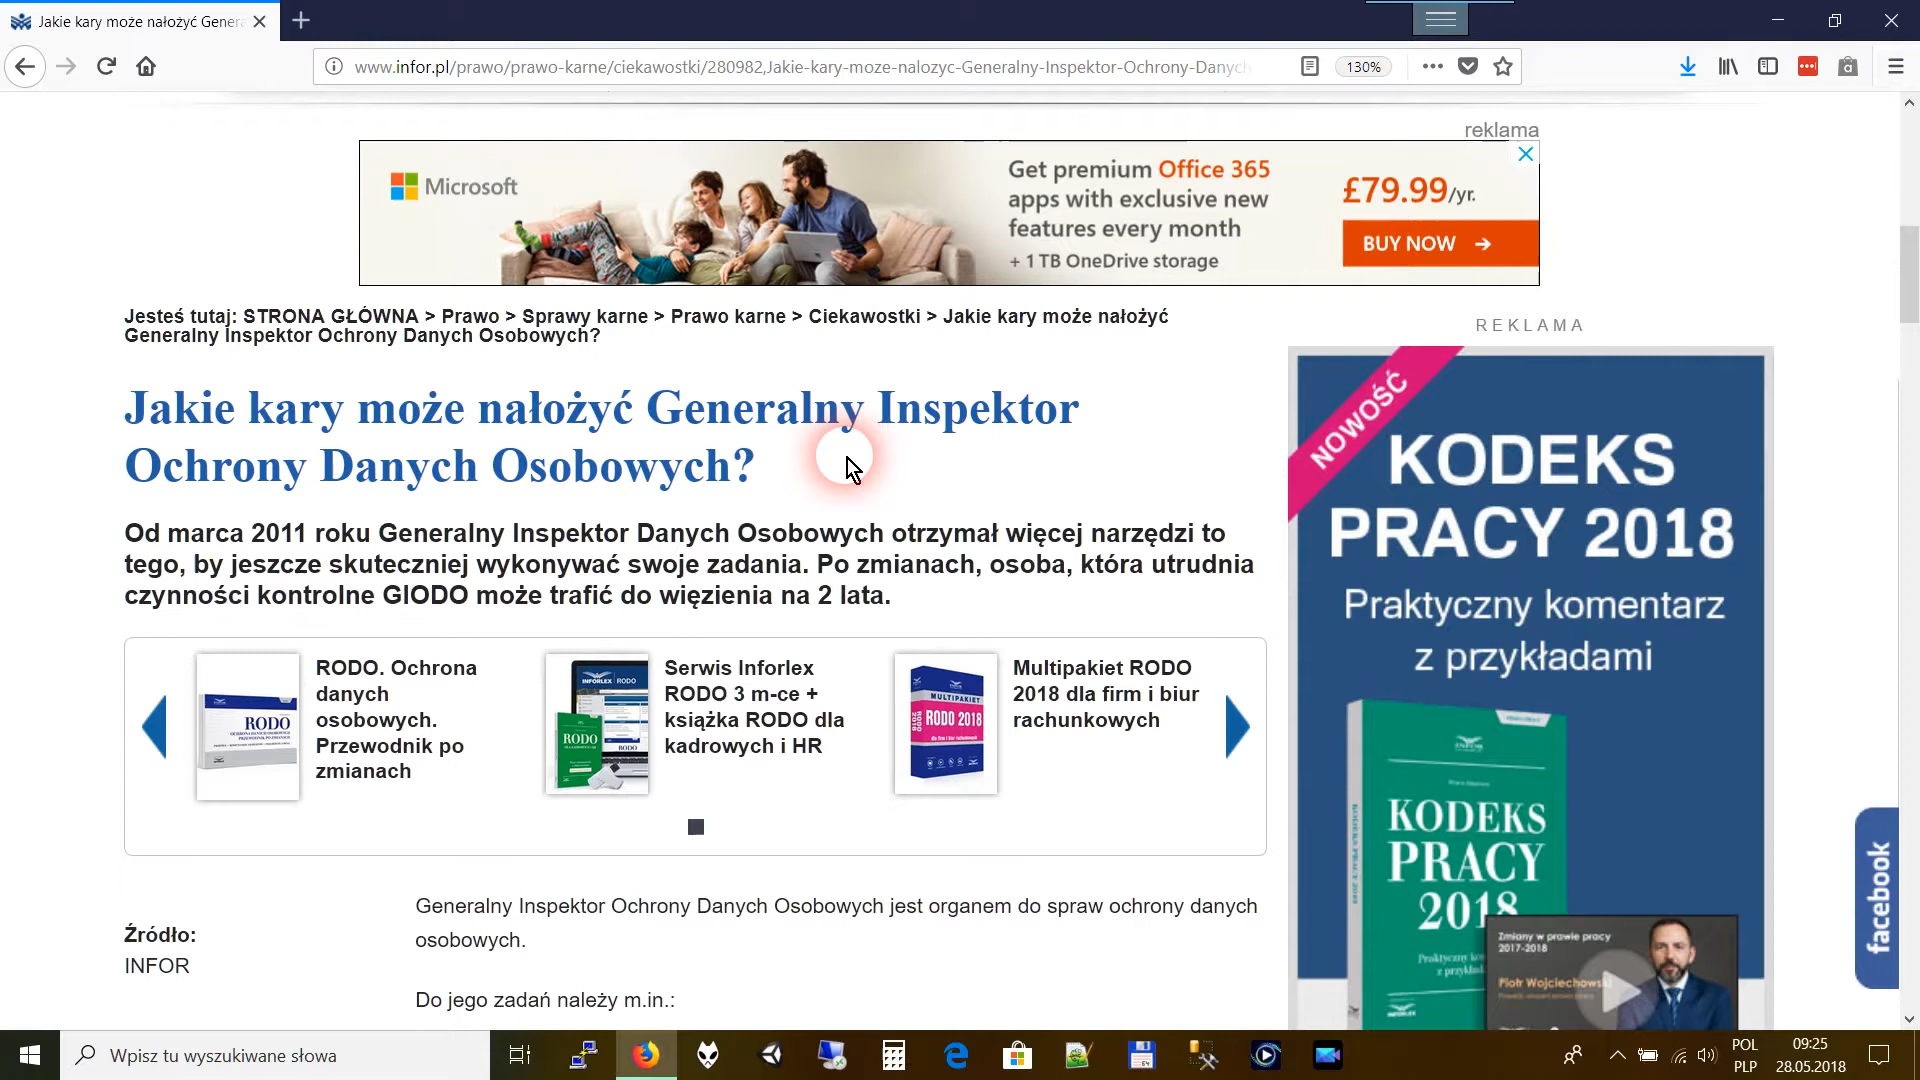 Jakie kary może nałożyć Genera
www.infor.pl/prawo/prawo-karne/ciekawostki/280982,Jakie-kary-moze-nalozyc-Generalny-Inspektor-Ochrony-Danych
130%
reklama
Microsoft
Get premium Office 365
apps with exclusive new
features every month
+ 1 TB OneDrive storage
£79.99/yr.
BUY NOW
Jesteś tutaj: STRONA GŁÓWNA > Prawo > Sprawy karne > Prawo karne > Ciekawostki > Jakie kary może nałożyć
Generalny Inspektor Ochrony Danych Osobowych?
REKLAMA
Jakie kary może nałożyć Generalny Inspektor
Ochrony Danych Osobowych?
Od marca 2011 roku Generalny Inspektor Danych Osobowych otrzymał więcej narzędzi to
tego, by jeszcze skuteczniej wykonywać swoje zadania. Po zmianach, osoba, która utrudnia
czynności kontrolne GIODO może trafić do więzienia na 2 lata.
RODO
RODO. Ochrona
danych
osobowych.
Przewodnik po
zmianach
INFORLEX RODO
RODO
Serwis Inforlex
RODO 3 m-ce +
książka RODO dla
kadrowych i HR
MULTIPAKIET
RODO 2018
Multipakiet RODO
2018 dla firm i biur
rachunkowych
Źródło:
INFOR
Generalny Inspektor Ochrony Danych Osobowych jest organem do spraw ochrony danych
osobowych.
Do jego zadań należy m.in.:
NOWOŚĆ
KODEKS
PRACY 2018
Praktyczny komentarz
z przykładami
KODEKS
PRACY
2018
Praktyczny
z przykład
Zmiany w prawie pracy
2017-2018
Piotr Wojciechowski
facebook
Wpisz tu wyszukiwane słowa
POL
PLP
09:25
28.05.2018